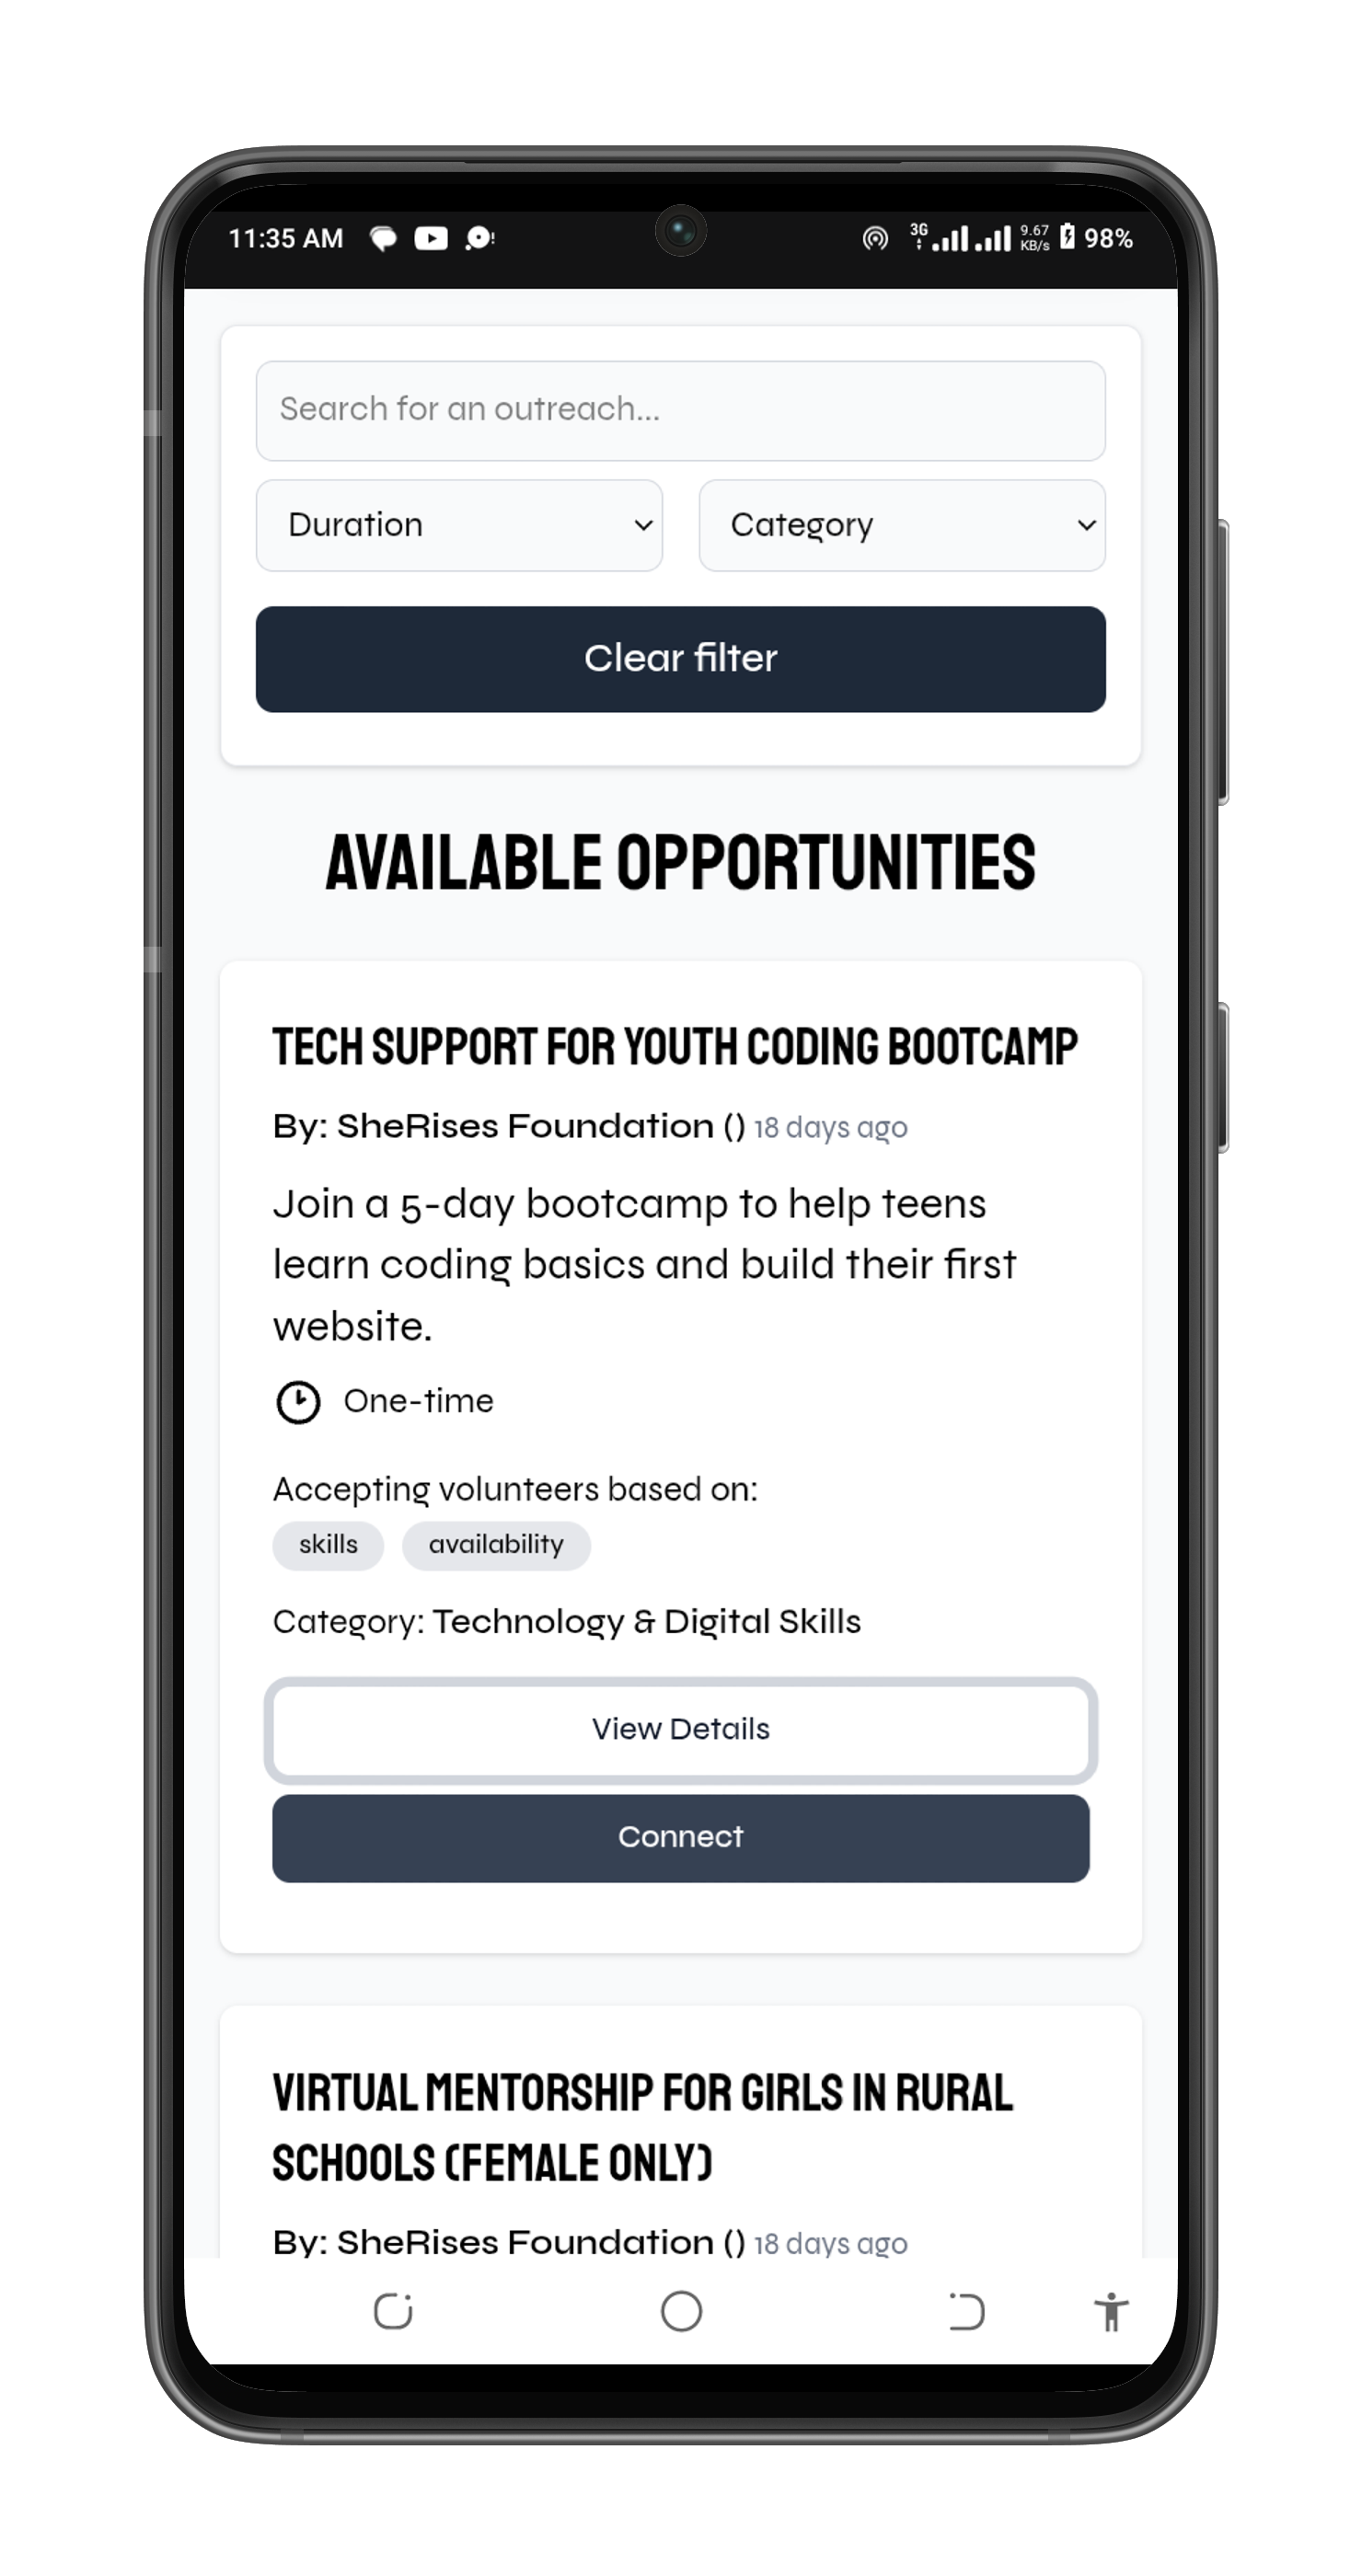 11:35 AM
3G
9.67
KB/s
98%
Search for an outreach...
Duration
Category
Clear filter
AVAILABLE OPPORTUNITIES
TECH SUPPORT FOR YOUTH CODING BOOTCAMP
By: SheRises Foundation () 18 days ago
Join a 5-day bootcamp to help teens
learn coding basics and build their first
website.
One-time
Accepting volunteers based on:
skills availability
Category: Technology & Digital Skills
View Details
Connect
VIRTUAL MENTORSHIP FOR GIRLS IN RURAL
SCHOOLS (FEMALE ONLY)
By: SheRises Foundation () 18 days ago